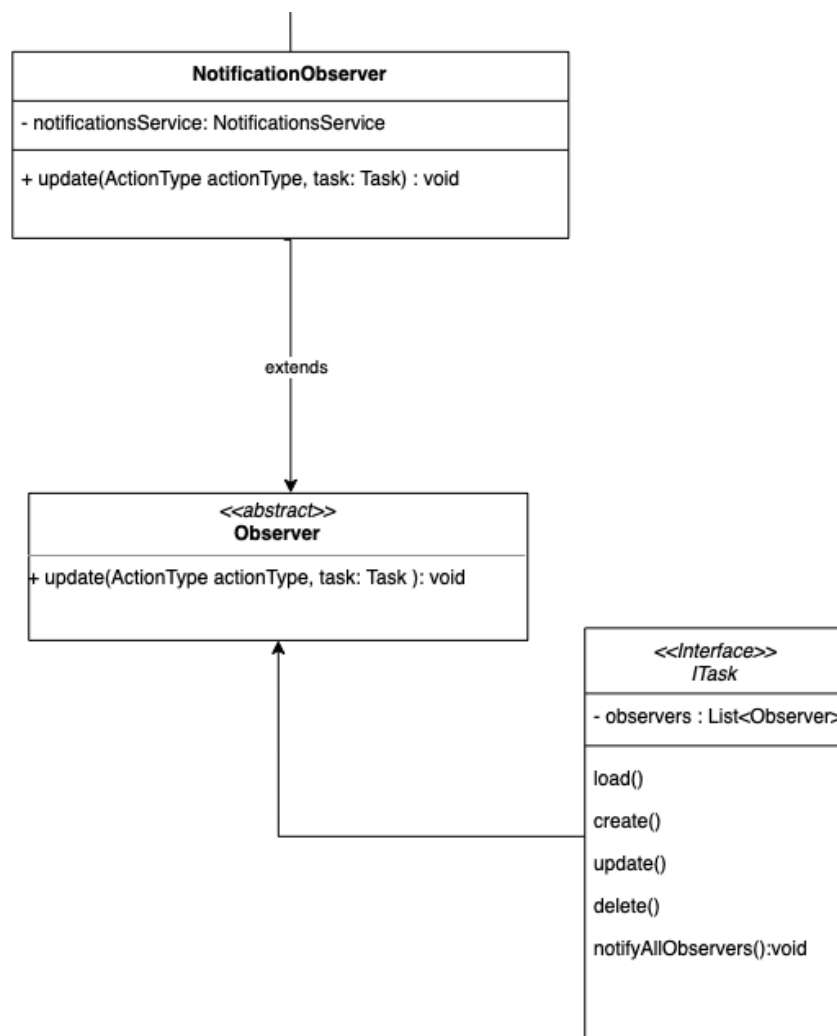 NotificationObserver
- notificationsService: NotificationsService
+ update(ActionType actionType, task: Task) : void
extends
<<abstract>>
Observer
+ update(ActionType actionType, task: Task ): void
<<Interface>>
ITask
- observers : List<Observer>
load()
create()
update()
delete()
notifyAllObservers():void